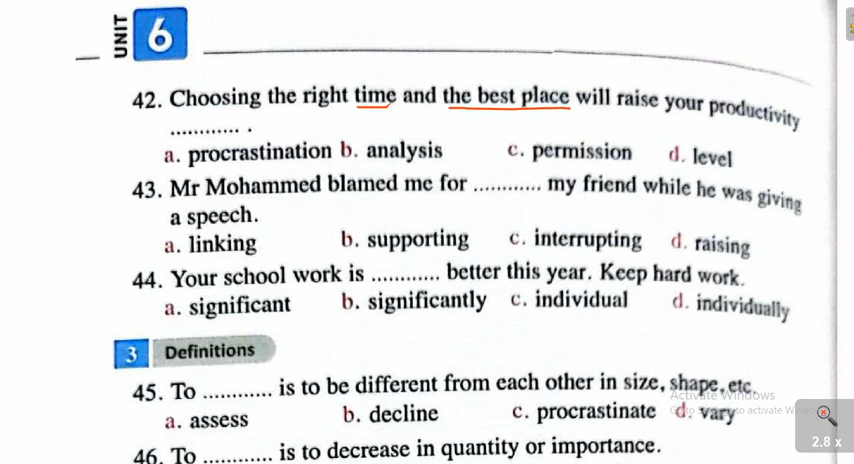 UNIT 6
42. Choosing the right time and the best place will raise your productivity
............ .
a. procrastination b. analysis c. permission d. level
43. Mr Mohammed blamed me for ............ my friend while he was giving
a speech.
a. linking b. supporting c. interrupting d. raising
44. Your school work is ............ better this year. Keep hard work.
a. significant b. significantly c. individual d. individually
3 Definitions
45. To ............ is to be different from each other in size, shape, etc.
Activate Windows
a. assess b. decline c. procrastinate d. vary
2.8 x
46. To ............ is to decrease in quantity or importance.